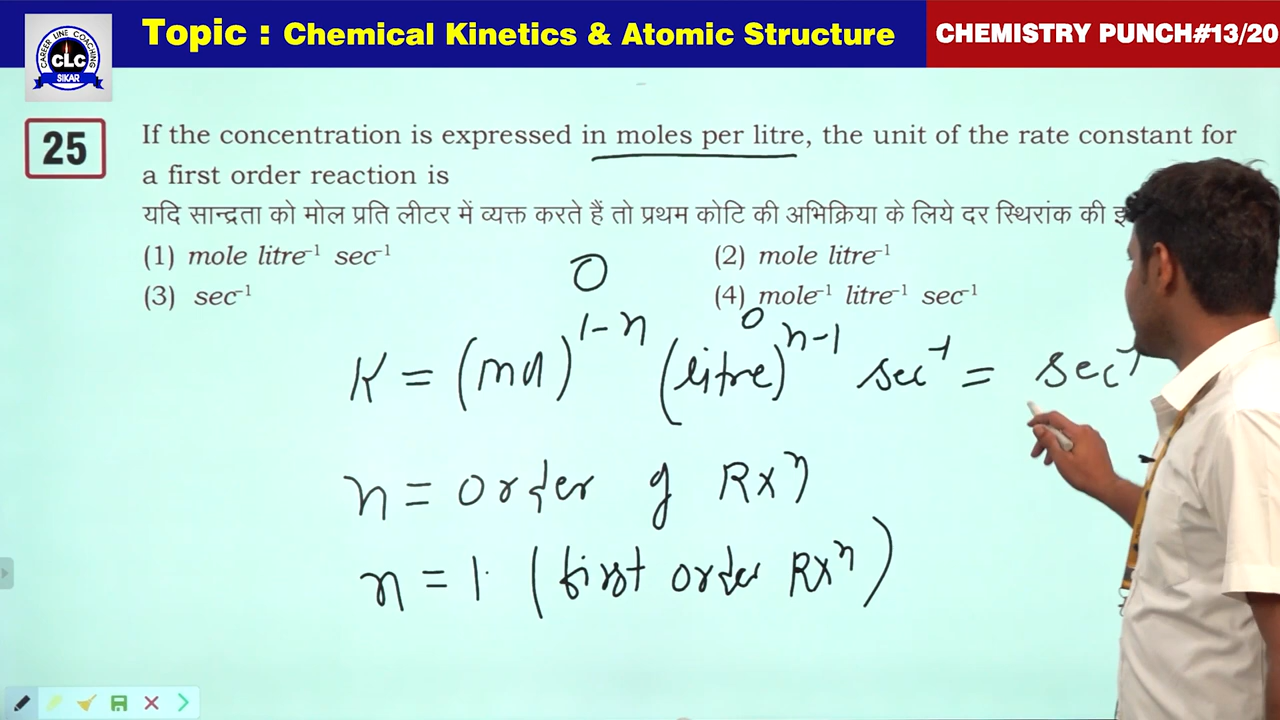 CAREER LINE COACHING
CLC
SIKAR
Topic : Chemical Kinetics & Atomic Structure
CHEMISTRY PUNCH#13/20
25
If the concentration is expressed in moles per litre, the unit of the rate constant for
a first order reaction is
यदि सान्द्रता को मोल प्रति लीटर में व्यक्त करते हैं तो प्रथम कोटि की अभिक्रिया के लिये दर स्थिरांक की
(1) mole litre⁻¹ sec⁻¹
(2) mole litre⁻¹
(3) sec⁻¹
(4) mole⁻¹ litre⁻¹ sec⁻¹
0
0
K = (mol)¹⁻ⁿ (litre)ⁿ⁻¹ sec⁻¹ = sec⁻¹
n = order of Rxⁿ
n = 1 (first order Rxⁿ)